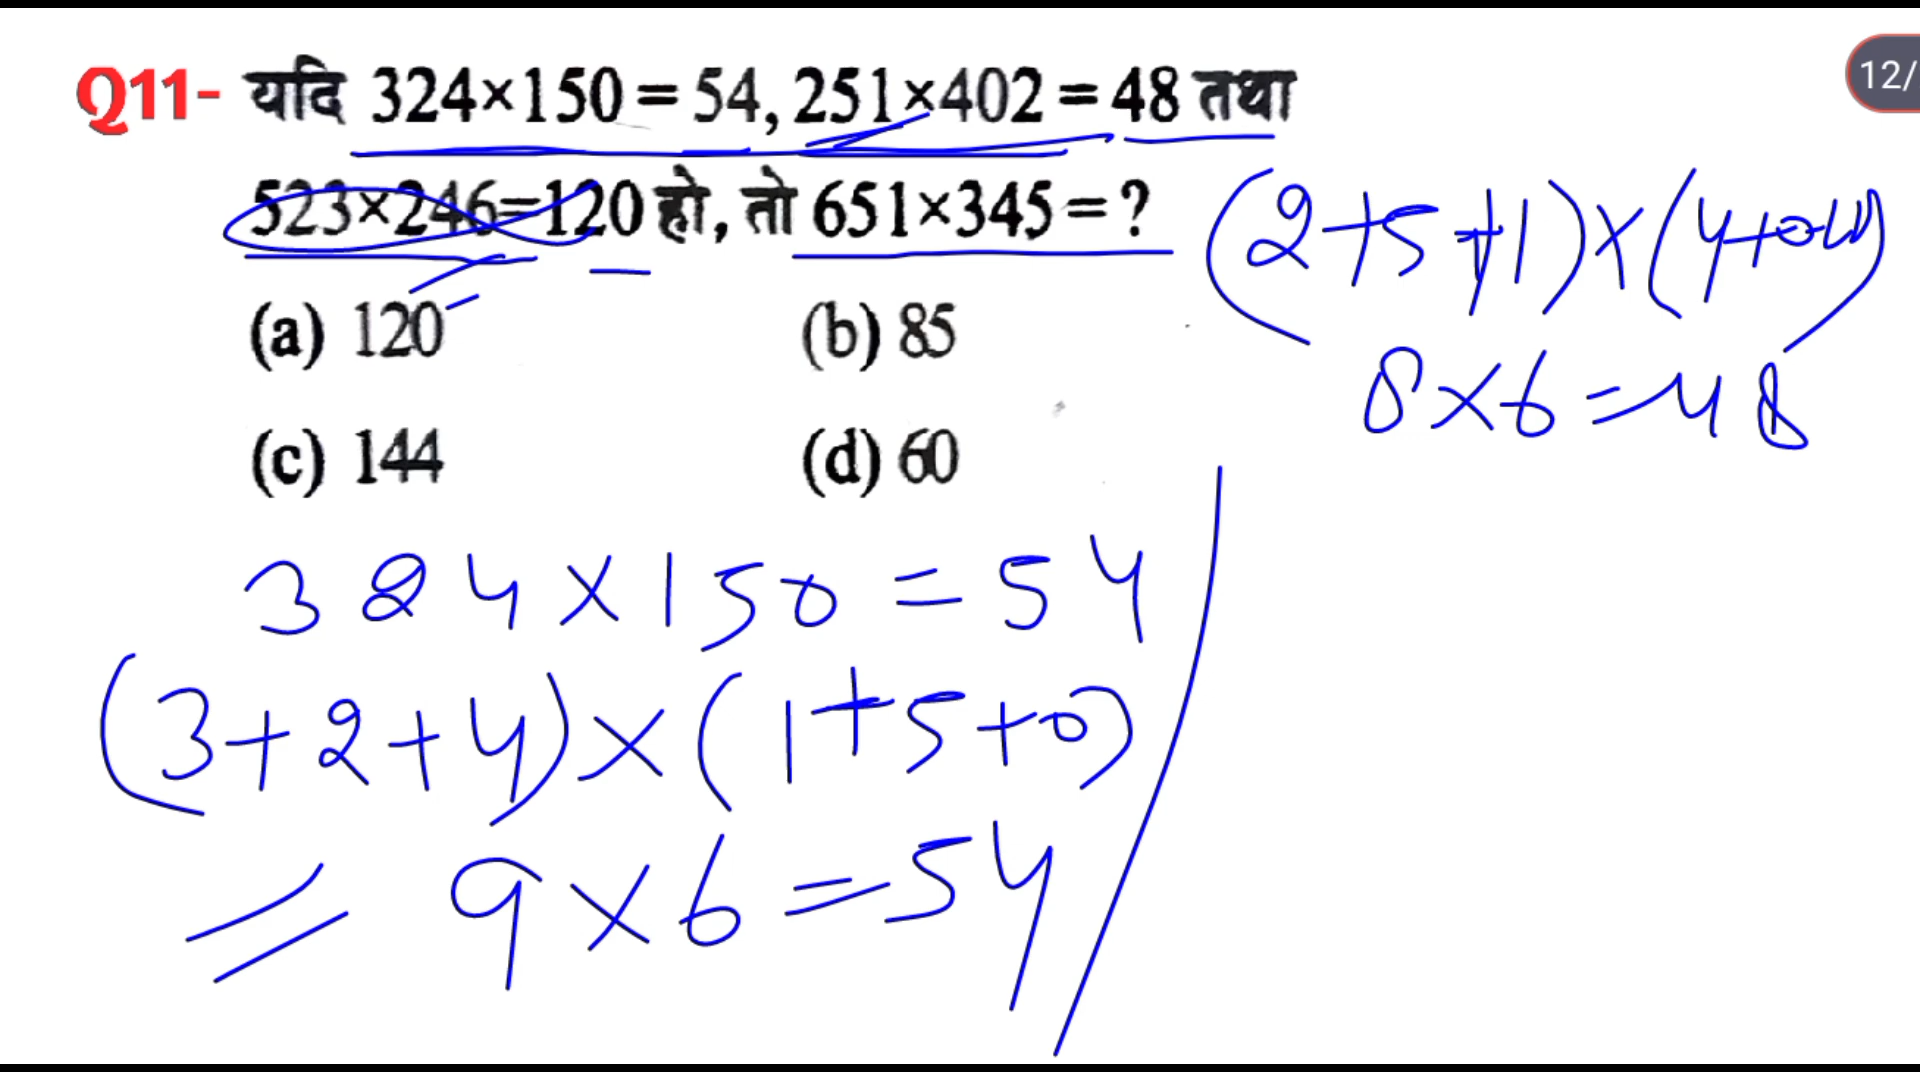 Q11- यदि 324×150=54, 251×402=48 तथा
523×246=120 हो, तो 651×345=?
(a) 120 (b) 85
(c) 144 (d) 60
12/
(2+5+1)×(4+0+2)
8×6=48
324×150=54
(3+2+4)×(1+5+0)
= 9×6=54